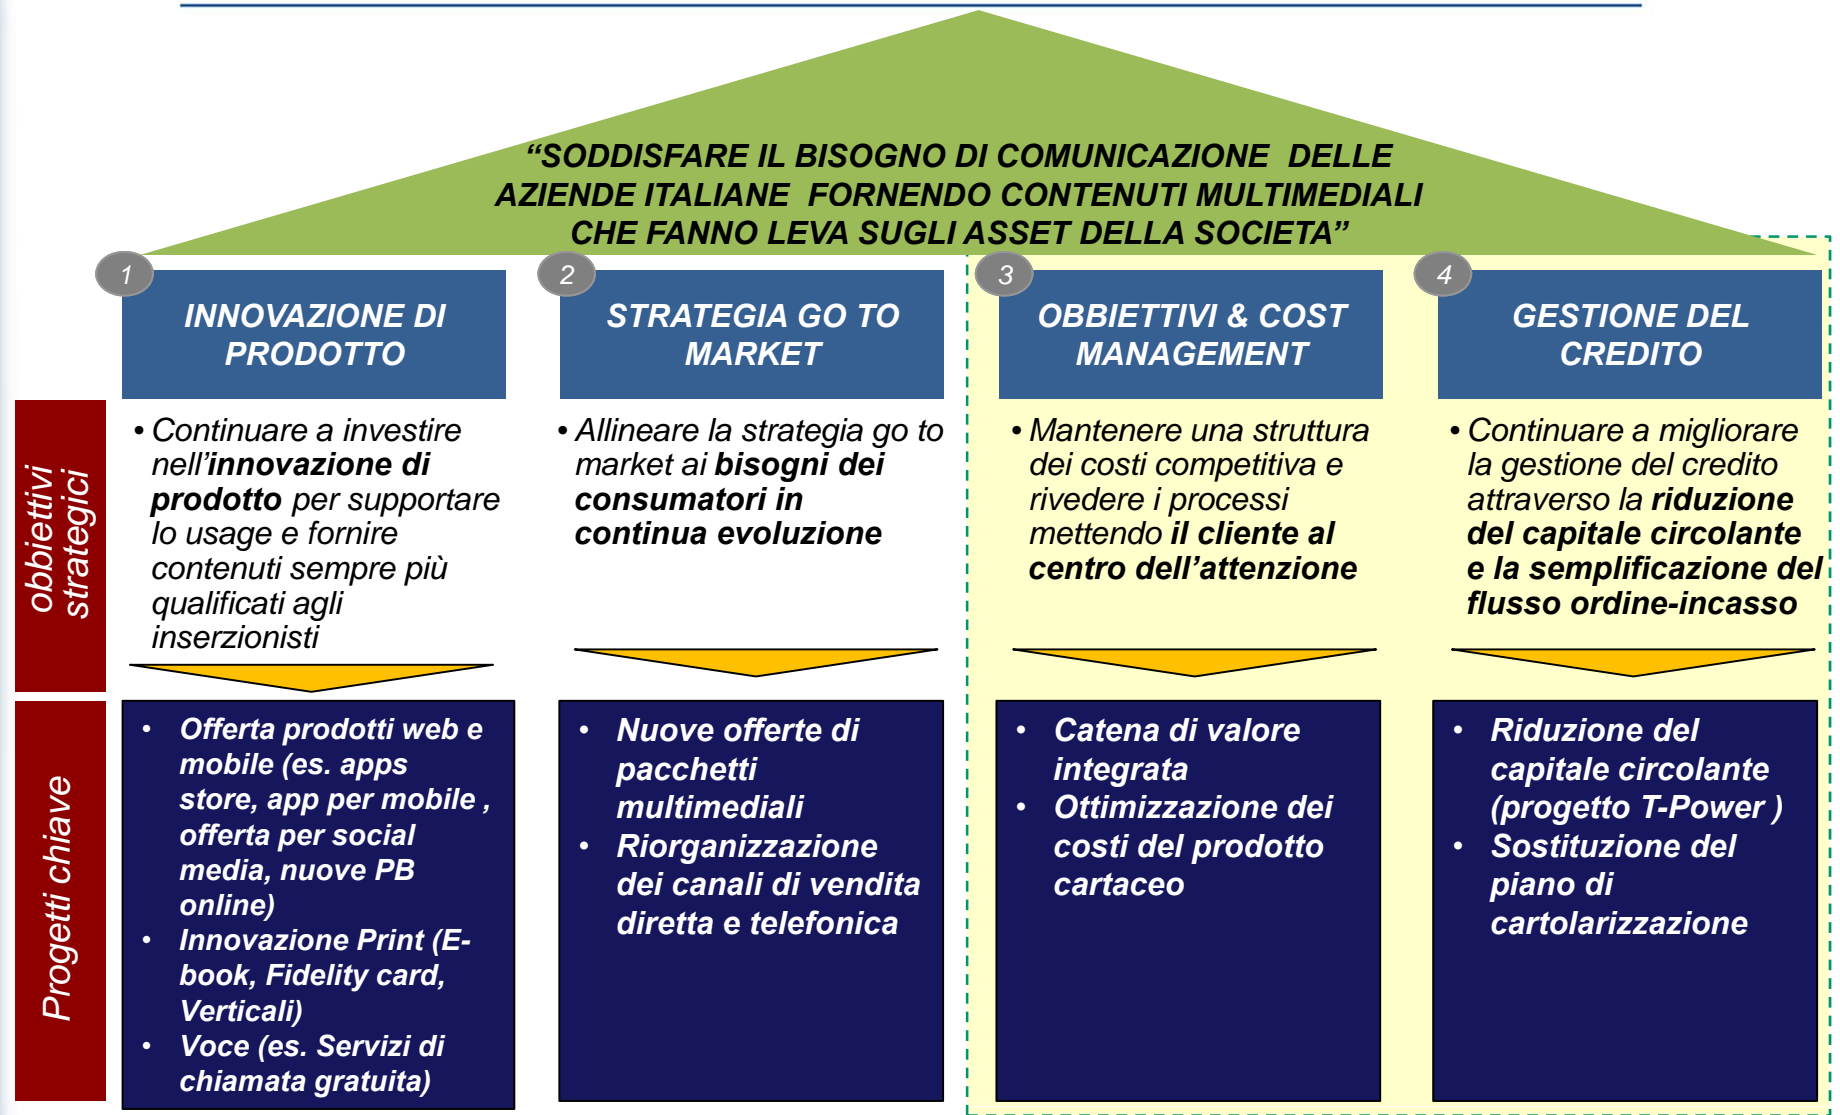 “SODDISFARE IL BISOGNO DI COMUNICAZIONE DELLE
AZIENDE ITALIANE FORNENDO CONTENUTI MULTIMEDIALI
CHE FANNO LEVA SUGLI ASSET DELLA SOCIETA”
1
INNOVAZIONE DI
PRODOTTO
2
STRATEGIA GO TO
MARKET
3
OBBIETTIVI & COST
MANAGEMENT
4
GESTIONE DEL
CREDITO
obbiettivi
strategici
• Continuare a investire
nell’innovazione di
prodotto per supportare
lo usage e fornire
contenuti sempre più
qualificati agli
inserzionisti
• Allineare la strategia go to
market ai bisogni dei
consumatori in
continua evoluzione
• Mantenere una struttura
dei costi competitiva e
rivedere i processi
mettendo il cliente al
centro dell’attenzione
• Continuare a migliorare
la gestione del credito
attraverso la riduzione
del capitale circolante
e la semplificazione del
flusso ordine-incasso
Progetti chiave
• Offerta prodotti web e
mobile (es. apps
store, app per mobile ,
offerta per social
media, nuove PB
online)
• Innovazione Print (E-
book, Fidelity card,
Verticali)
• Voce (es. Servizi di
chiamata gratuita)
• Nuove offerte di
pacchetti
multimediali
• Riorganizzazione
dei canali di vendita
diretta e telefonica
• Catena di valore
integrata
• Ottimizzazione dei
costi del prodotto
cartaceo
• Riduzione del
capitale circolante
(progetto T-Power )
• Sostituzione del
piano di
cartolarizzazione